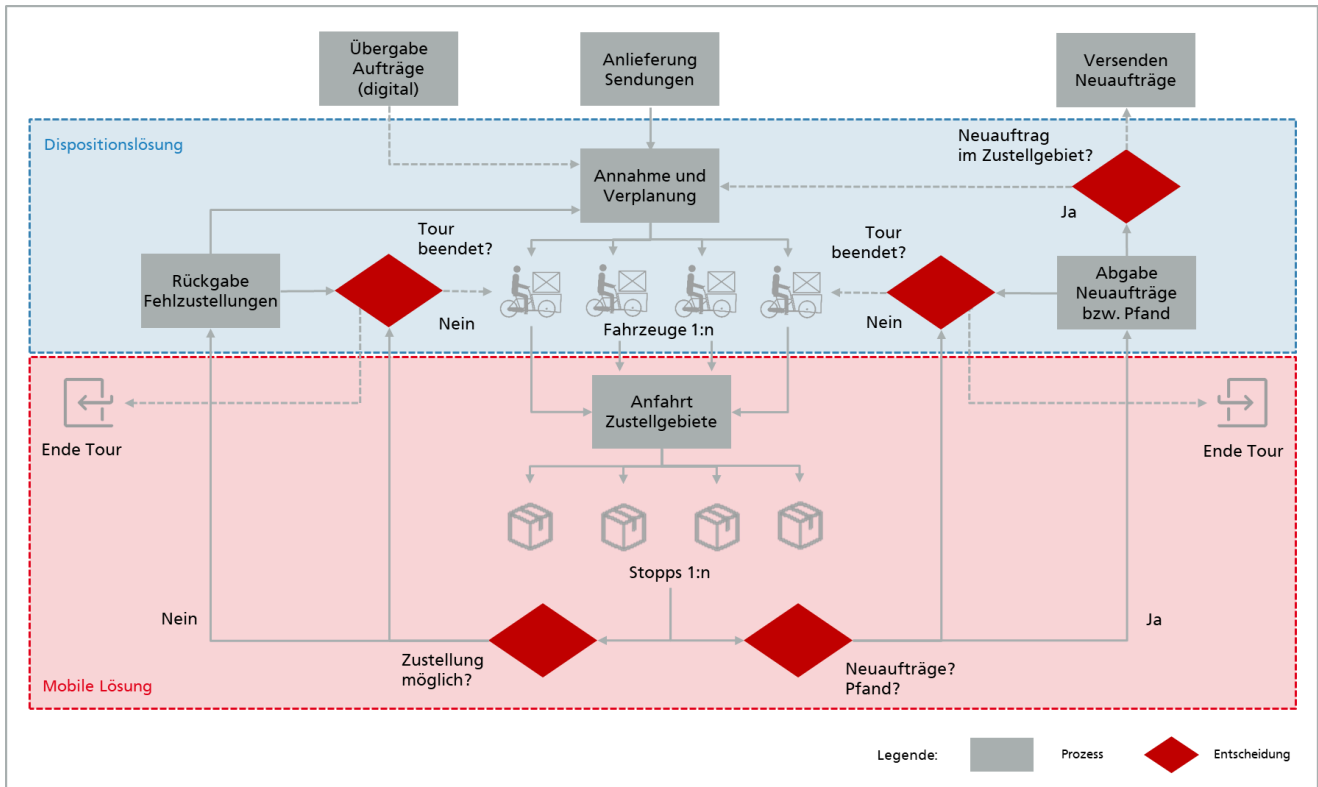 Übergabe
Aufträge
(digital)
Anlieferung
Sendungen
Versenden
Neuaufträge
Dispositionslösung
Neuauftrag
im Zustellgebiet?
Annahme und
Verplanung
Ja
Tour
beendet?
Tour
beendet?
Rückgabe
Fehlzustellungen
Abgabe
Neuaufträge
bzw. Pfand
Nein
Fahrzeuge 1:n
Nein
Anfahrt
Zustellgebiete
Ende Tour
Ende Tour
Stopps 1:n
Nein
Ja
Zustellung
möglich?
Neuaufträge?
Pfand?
Mobile Lösung
Legende:
Prozess
Entscheidung